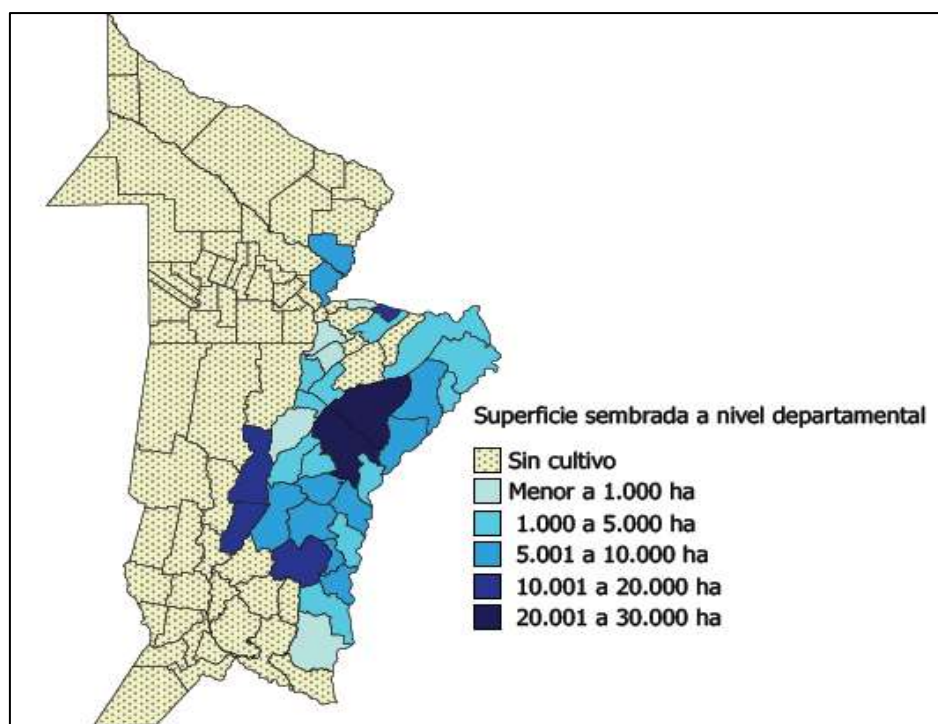 Superficie sembrada a nivel departamental
Sin cultivo
Menor a 1.000 ha
1.000 a 5.000 ha
5.001 a 10.000 ha
10.001 a 20.000 ha
20.001 a 30.000 ha